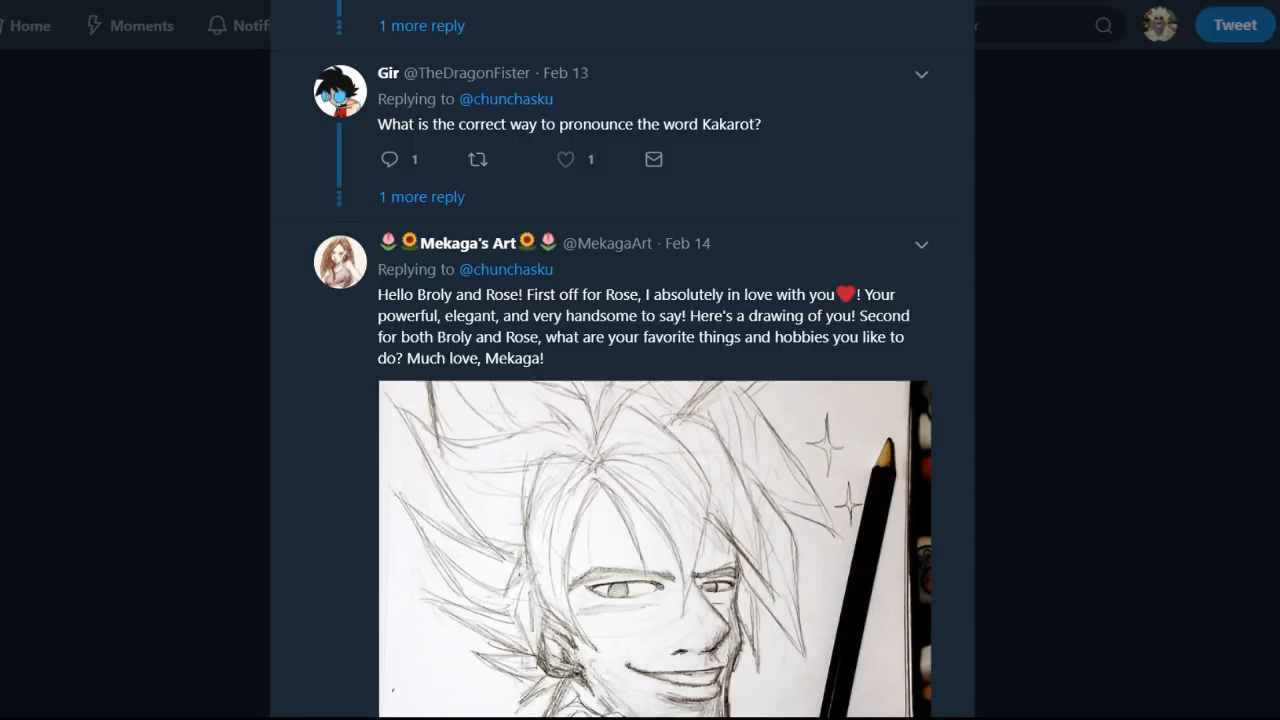 1 more reply
Home Moments Notif
Tweet
Gir @TheDragonFister · Feb 13
Replying to @chunchasku
What is the correct way to pronounce the word Kakarot?
1 1
1 more reply
🌷🌻Mekaga's Art🌻🌷 @MekagaArt · Feb 14
Replying to @chunchasku
Hello Broly and Rose! First off for Rose, I absolutely in love with you❤! Your
powerful, elegant, and very handsome to say! Here's a drawing of you! Second
for both Broly and Rose, what are your favorite things and hobbies you like to
do? Much love, Mekaga!